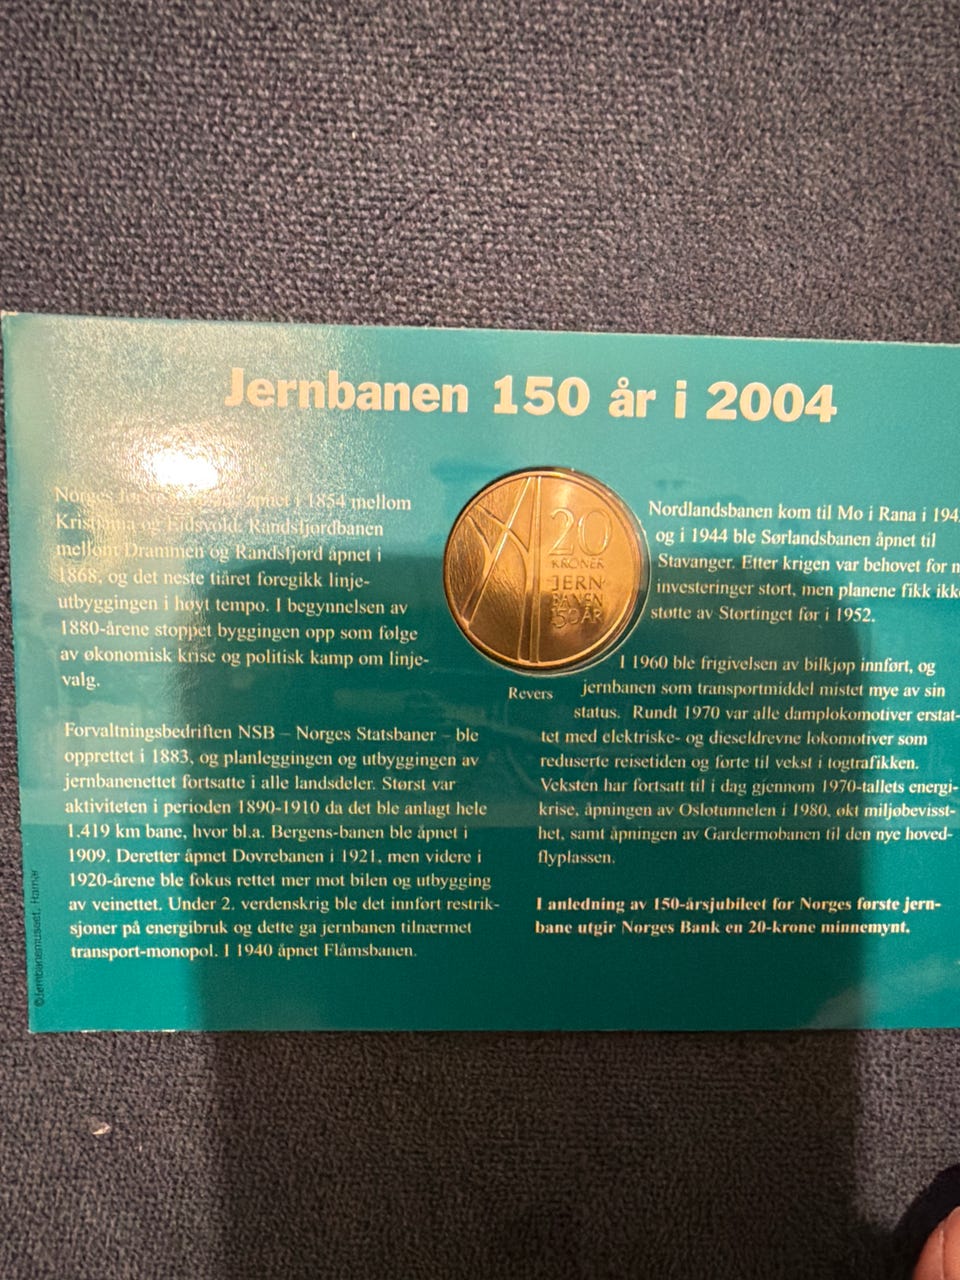 Jernbanen 150 år i 2004
Norges første åpnet i 1854 mellom
Kristiania og Eidsvold. Randsfjordbanen
mellom Drammen og Randsfjord åpnet i
1868, og det neste tiåret foregikk linje-
utbyggingen i høyt tempo. I begynnelsen av
1880-årene stoppet byggingen opp som følge
av økonomisk krise og politisk kamp om linje-
valg.
Forvaltningsbedriften NSB – Norges Statsbaner – ble
opprettet i 1883, og planleggingen og utbyggingen av
jernbanenettet fortsatte i alle landsdeler. Størst var
aktiviteten i perioden 1890-1910 da det ble anlagt hele
1.419 km bane, hvor bl.a. Bergens-banen ble åpnet i
1909. Deretter åpnet Dovrebanen i 1921, men videre i
1920-årene ble fokus rettet mer mot bilen og utbygging
av veinettet. Under 2. verdenskrig ble det innført restrik-
sjoner på energibruk og dette ga jernbanen tilnærmet
transport-monopol. I 1940 åpnet Flåmsbanen.
©Jernbanemuseet, Hamar
20
KRONER
JERN-
BANEN
150 ÅR
Revers
Nordlandsbanen kom til Mo i Rana i 194
og i 1944 ble Sørlandsbanen åpnet til
Stavanger. Etter krigen var behovet for n
investeringer stort, men planene fikk ikk
støtte av Stortinget før i 1952.
I 1960 ble frigivelsen av bilkjøp innført, og
jernbanen som transportmiddel mistet mye av sin
status. Rundt 1970 var alle damplokomotiver erstat-
tet med elektriske- og dieseldrevne lokomotiver som
reduserte reisetiden og førte til vekst i togtrafikken.
Veksten har fortsatt til i dag gjennom 1970-tallets energi-
krise, åpningen av Oslotunnelen i 1980, økt miljøbevisst-
het, samt åpningen av Gardermobanen til den nye hoved-
flyplassen.
I anledning av 150-årsjubileet for Norges første jern-
bane utgir Norges Bank en 20-krone minnemynt.